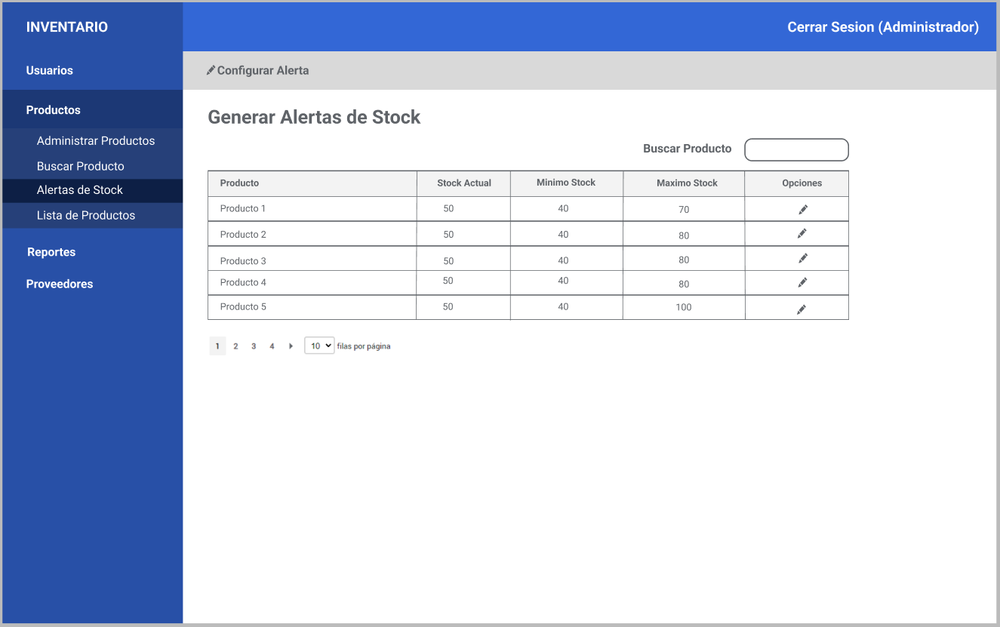 INVENTARIO
Cerrar Sesion (Administrador)
Usuarios
Configurar Alerta
Productos
Administrar Productos
Buscar Producto
Alertas de Stock
Lista de Productos
Reportes
Proveedores
Generar Alertas de Stock
Buscar Producto
Producto Stock Actual Minimo Stock Maximo Stock Opciones
Producto 1 50 40 70
Producto 2 50 40 80
Producto 3 50 40 80
Producto 4 50 40 80
Producto 5 50 40 100
1 2 3 4 10 filas por página